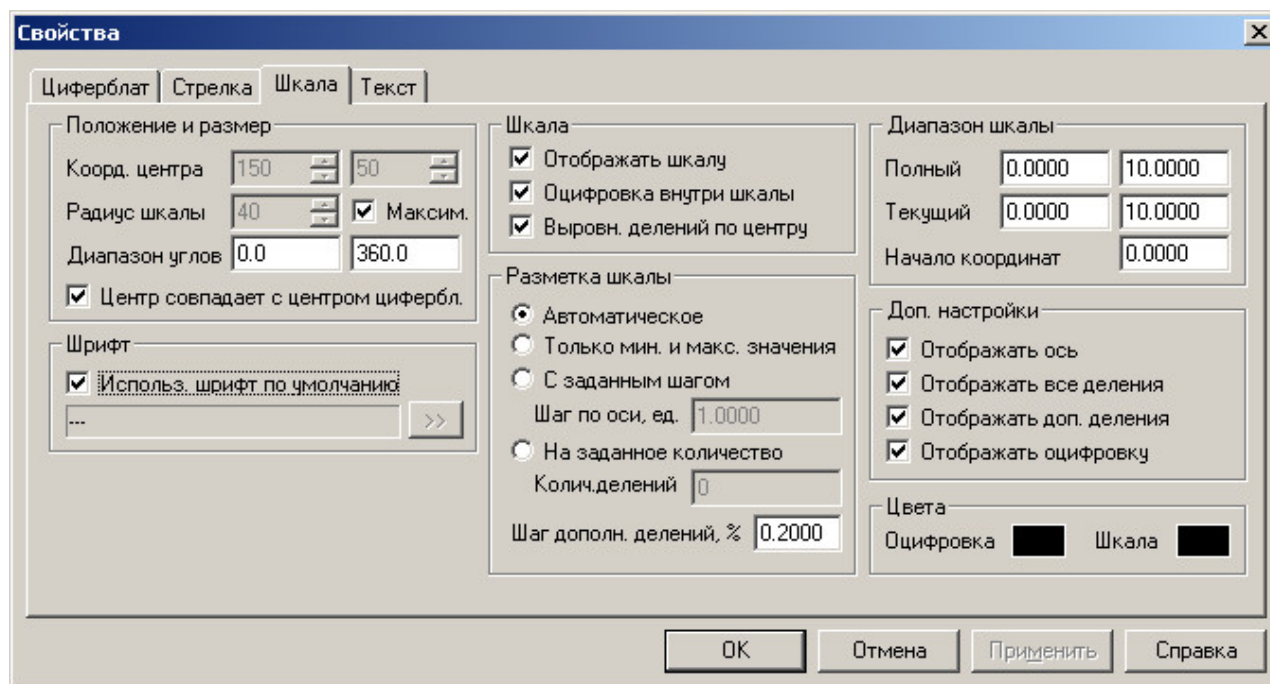 Свойства
Циферблат Стрелка Шкала Текст
Положение и размер
Коорд. центра 150 50
Радиус шкалы 40 Максим.
Диапазон углов 0.0 360.0
Центр совпадает с центром цифербл.
Шрифт
Использ. шрифт по умолчанию
--- >>
Шкала
Отображать шкалу
Оцифровка внутри шкалы
Выровн. делений по центру
Разметка шкалы
Автоматическое
Только мин. и макс. значения
С заданным шагом
Шаг по оси, ед. 1.0000
На заданное количество
Колич.делений 0
Шаг дополн. делений, % 0.2000
Диапазон шкалы
Полный 0.0000 10.0000
Текущий 0.0000 10.0000
Начало координат 0.0000
Доп. настройки
Отображать ось
Отображать все деления
Отображать доп. деления
Отображать оцифровку
Цвета
Оцифровка Шкала
OK Отмена Применить Справка